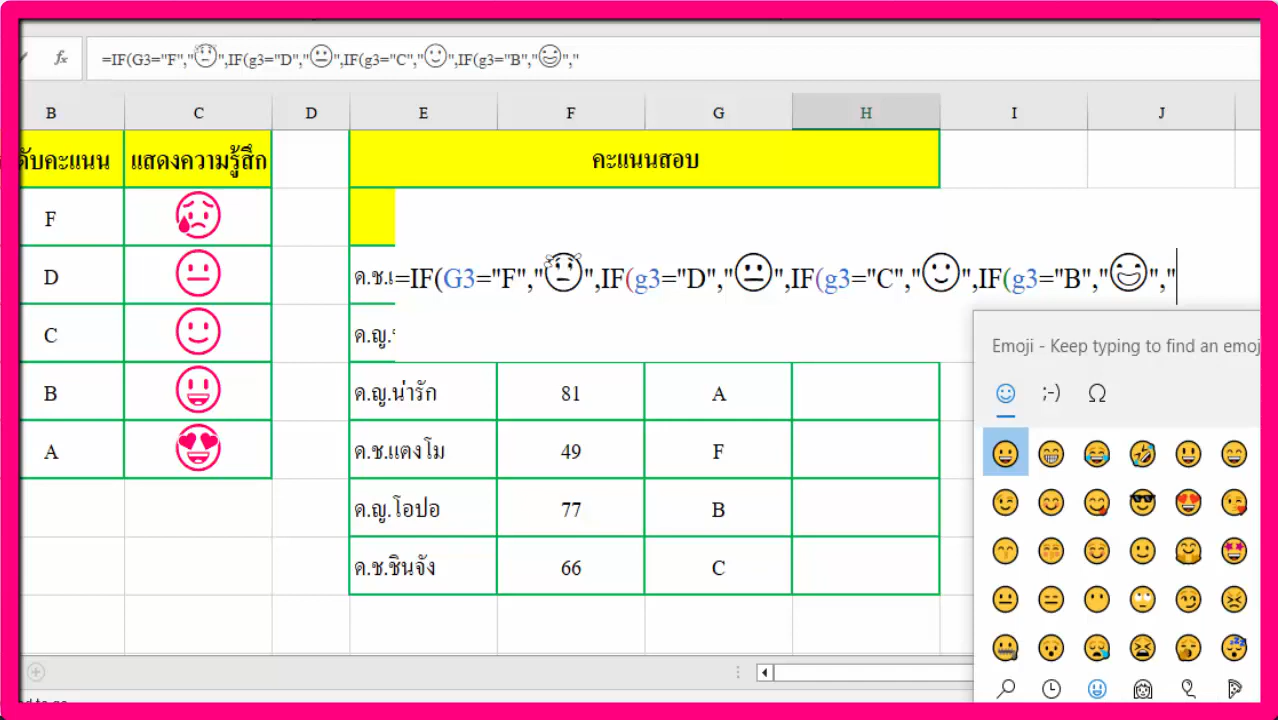 fx =IF(G3="F","😥",IF(g3="D","😐",IF(g3="C","🙂",IF(g3="B","😄","
B C D E F G H I J
ดับคะแนน แสดงความรู้สึก คะแนนสอบ
F 😥
D 😐 ด.ช.เ =IF(G3="F","😥",IF(g3="D","😐",IF(g3="C","🙂",IF(g3="B","😄","
C 🙂 ด.ญ.
Emoji - Keep typing to find an emoj
B 😀 ด.ญ.น่ารัก 81 A
;-) Ω
A 😍 ด.ช.แตงโม 49 F
ด.ญ.โอปอ 77 B
ด.ช.ชินจัง 66 C